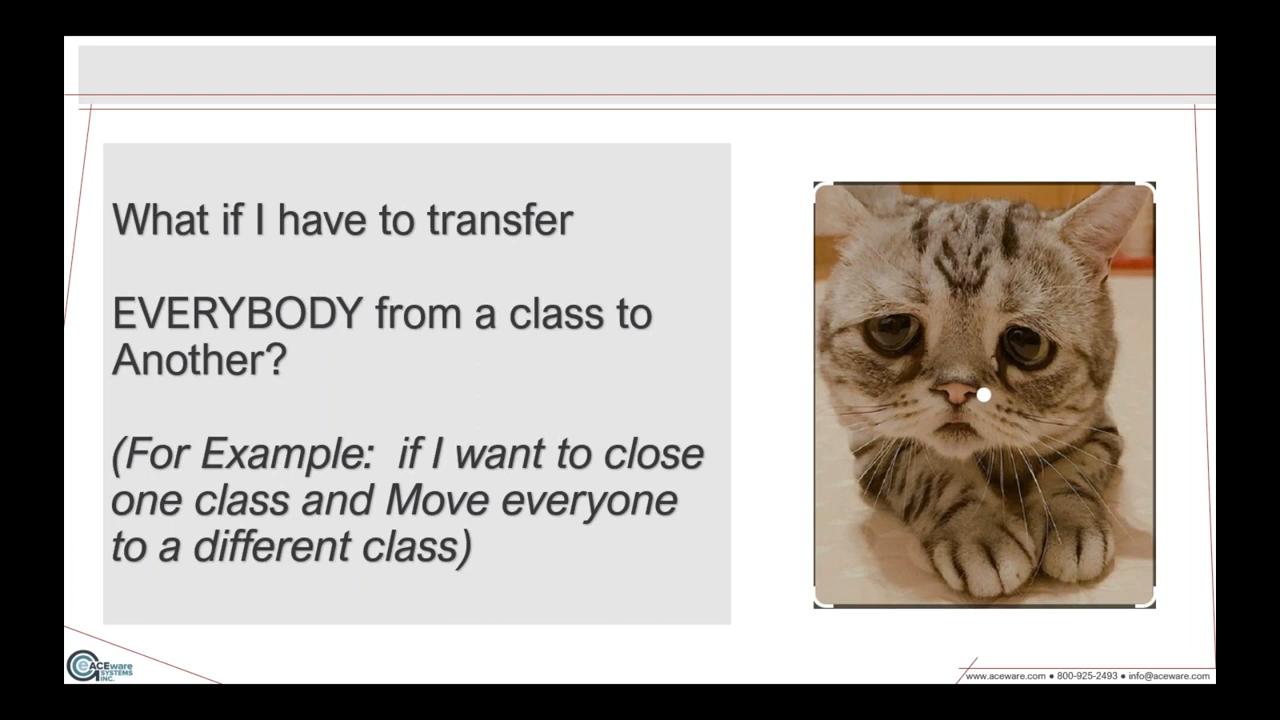 What if I have to transfer
EVERYBODY from a class to
Another?
(For Example:  if I want to close
one class and Move everyone
to a different class)
ACEware
SYSTEMS
INC.
www.aceware.com ● 800-925-2493 ● info@aceware.com